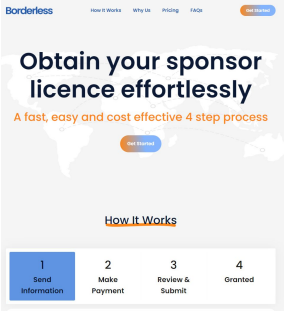 Borderless
How It Works Why Us Pricing FAQs Get Started
Obtain your sponsor
licence effortlessly
A fast, easy and cost effective 4 step process
Get Started
How It Works
1 2 3 4
Send Make Review & Granted
Information Payment Submit